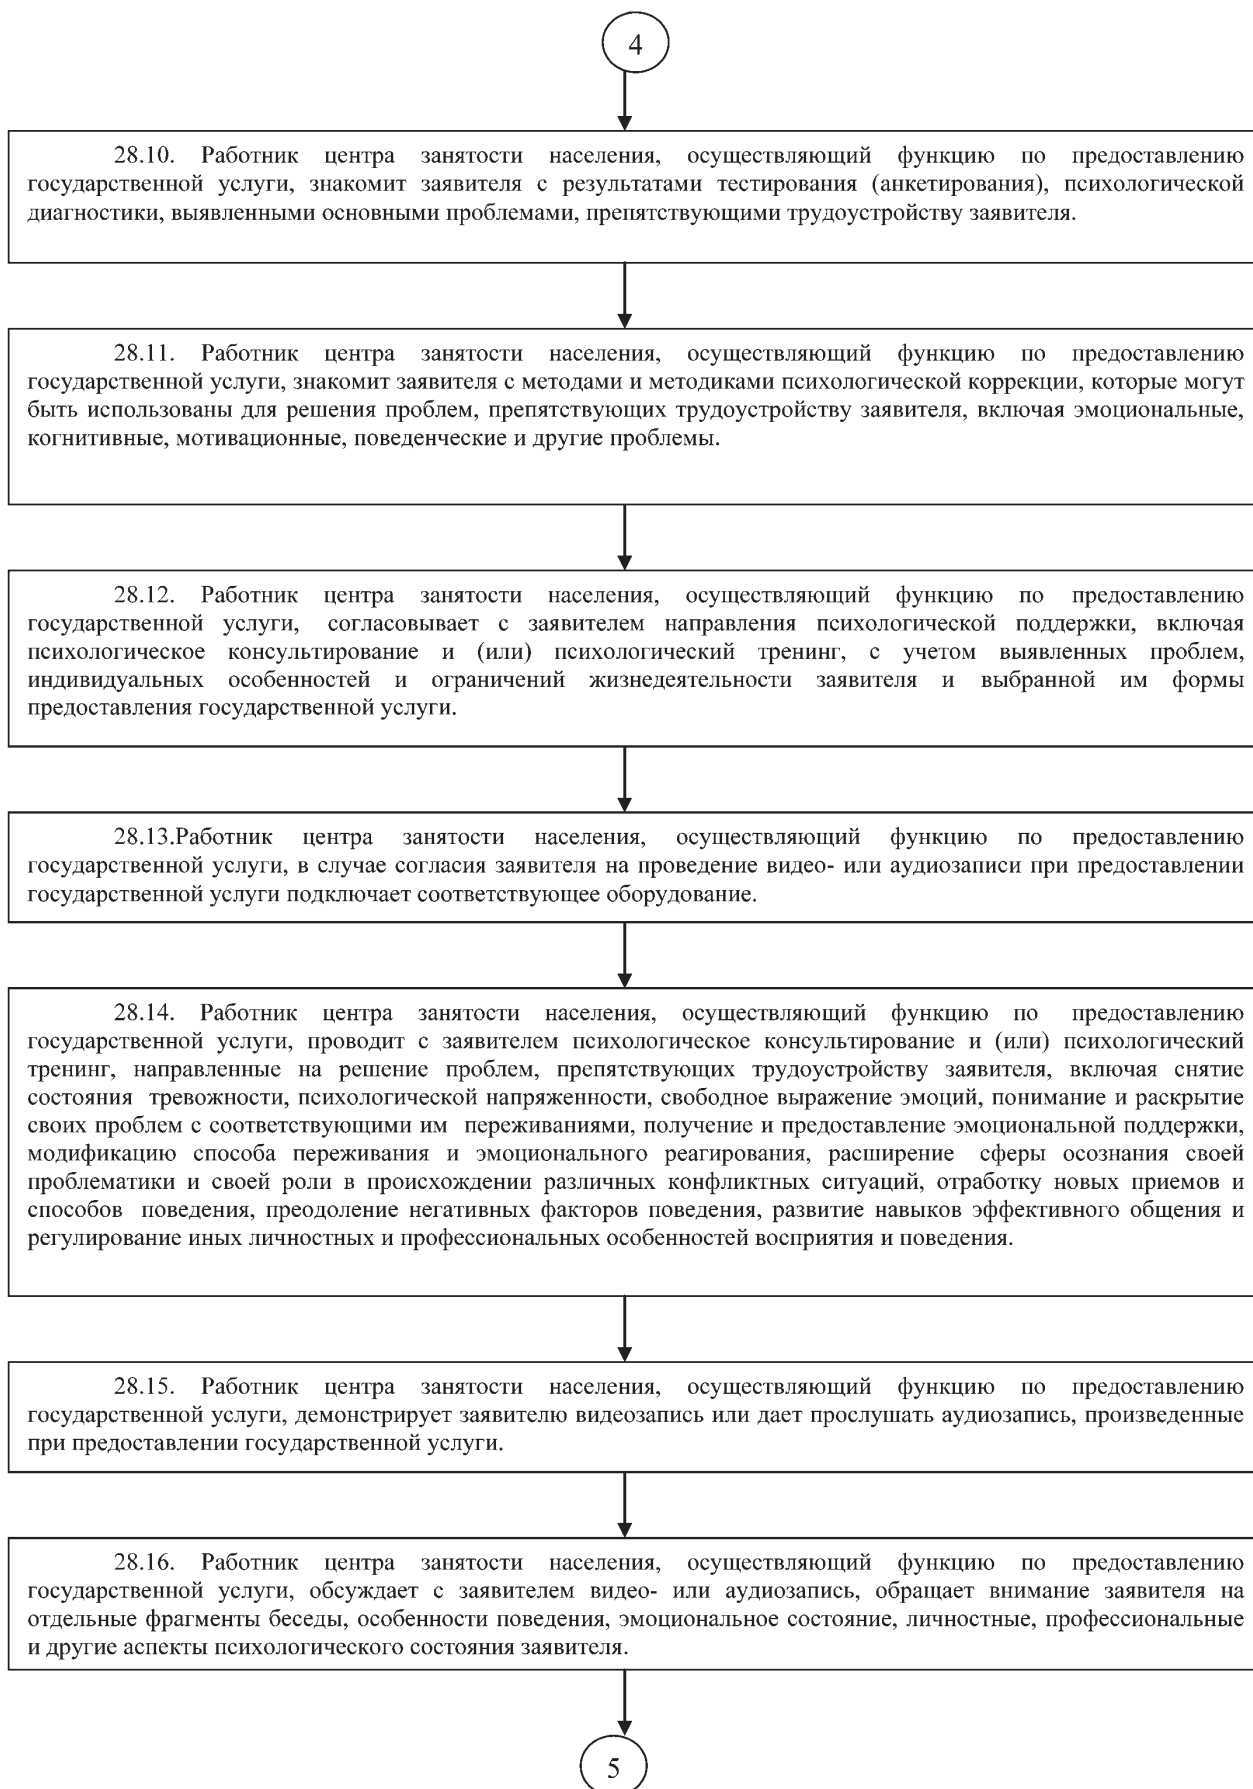 4
28.10. Работник центра занятости населения, осуществляющий функцию по предоставлению
государственной услуги, знакомит заявителя с результатами тестирования (анкетирования), психологической
диагностики, выявленными основными проблемами, препятствующими трудоустройству заявителя.
28.11. Работник центра занятости населения, осуществляющий функцию по предоставлению
государственной услуги, знакомит заявителя с методами и методиками психологической коррекции, которые могут
быть использованы для решения проблем, препятствующих трудоустройству заявителя, включая эмоциональные,
когнитивные, мотивационные, поведенческие и другие проблемы.
28.12. Работник центра занятости населения, осуществляющий функцию по предоставлению
государственной услуги, согласовывает с заявителем направления психологической поддержки, включая
психологическое консультирование и (или) психологический тренинг, с учетом выявленных проблем,
индивидуальных особенностей и ограничений жизнедеятельности заявителя и выбранной им формы
предоставления государственной услуги.
28.13.Работник центра занятости населения, осуществляющий функцию по предоставлению
государственной услуги, в случае согласия заявителя на проведение видео- или аудиозаписи при предоставлении
государственной услуги подключает соответствующее оборудование.
28.14. Работник центра занятости населения, осуществляющий функцию по предоставлению
государственной услуги, проводит с заявителем психологическое консультирование и (или) психологический
тренинг, направленные на решение проблем, препятствующих трудоустройству заявителя, включая снятие
состояния тревожности, психологической напряженности, свободное выражение эмоций, понимание и раскрытие
своих проблем с соответствующими им переживаниями, получение и предоставление эмоциональной поддержки,
модификацию способа переживания и эмоционального реагирования, расширение сферы осознания своей
проблематики и своей роли в происхождении различных конфликтных ситуаций, отработку новых приемов и
способов поведения, преодоление негативных факторов поведения, развитие навыков эффективного общения и
регулирование иных личностных и профессиональных особенностей восприятия и поведения.
28.15. Работник центра занятости населения, осуществляющий функцию по предоставлению
государственной услуги, демонстрирует заявителю видеозапись или дает прослушать аудиозапись, произведенные
при предоставлении государственной услуги.
28.16. Работник центра занятости населения, осуществляющий функцию по предоставлению
государственной услуги, обсуждает с заявителем видео- или аудиозапись, обращает внимание заявителя на
отдельные фрагменты беседы, особенности поведения, эмоциональное состояние, личностные, профессиональные
и другие аспекты психологического состояния заявителя.
5